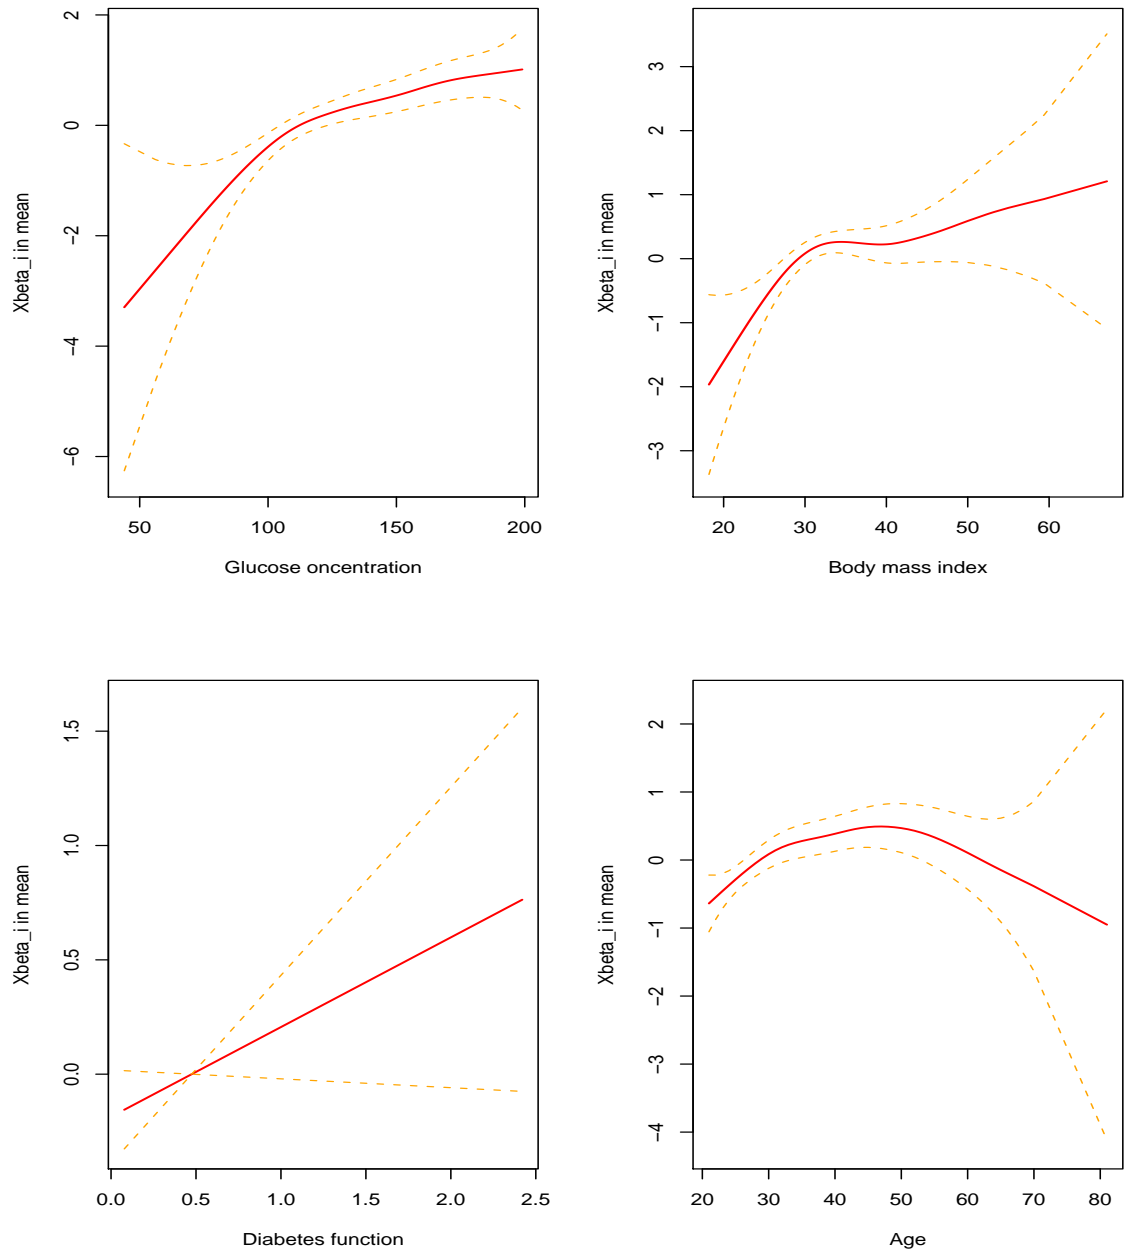 2
0
−2
−4
−6
Xbeta_i in mean
50 100 150 200
Glucose oncentration
3
2
1
0
−1
−2
−3
Xbeta_i in mean
20 30 40 50 60
Body mass index
1.5
1.0
0.5
0.0
Xbeta_i in mean
0.0 0.5 1.0 1.5 2.0 2.5
Diabetes function
2
1
0
−1
−2
−3
−4
Xbeta_i in mean
20 30 40 50 60 70 80
Age